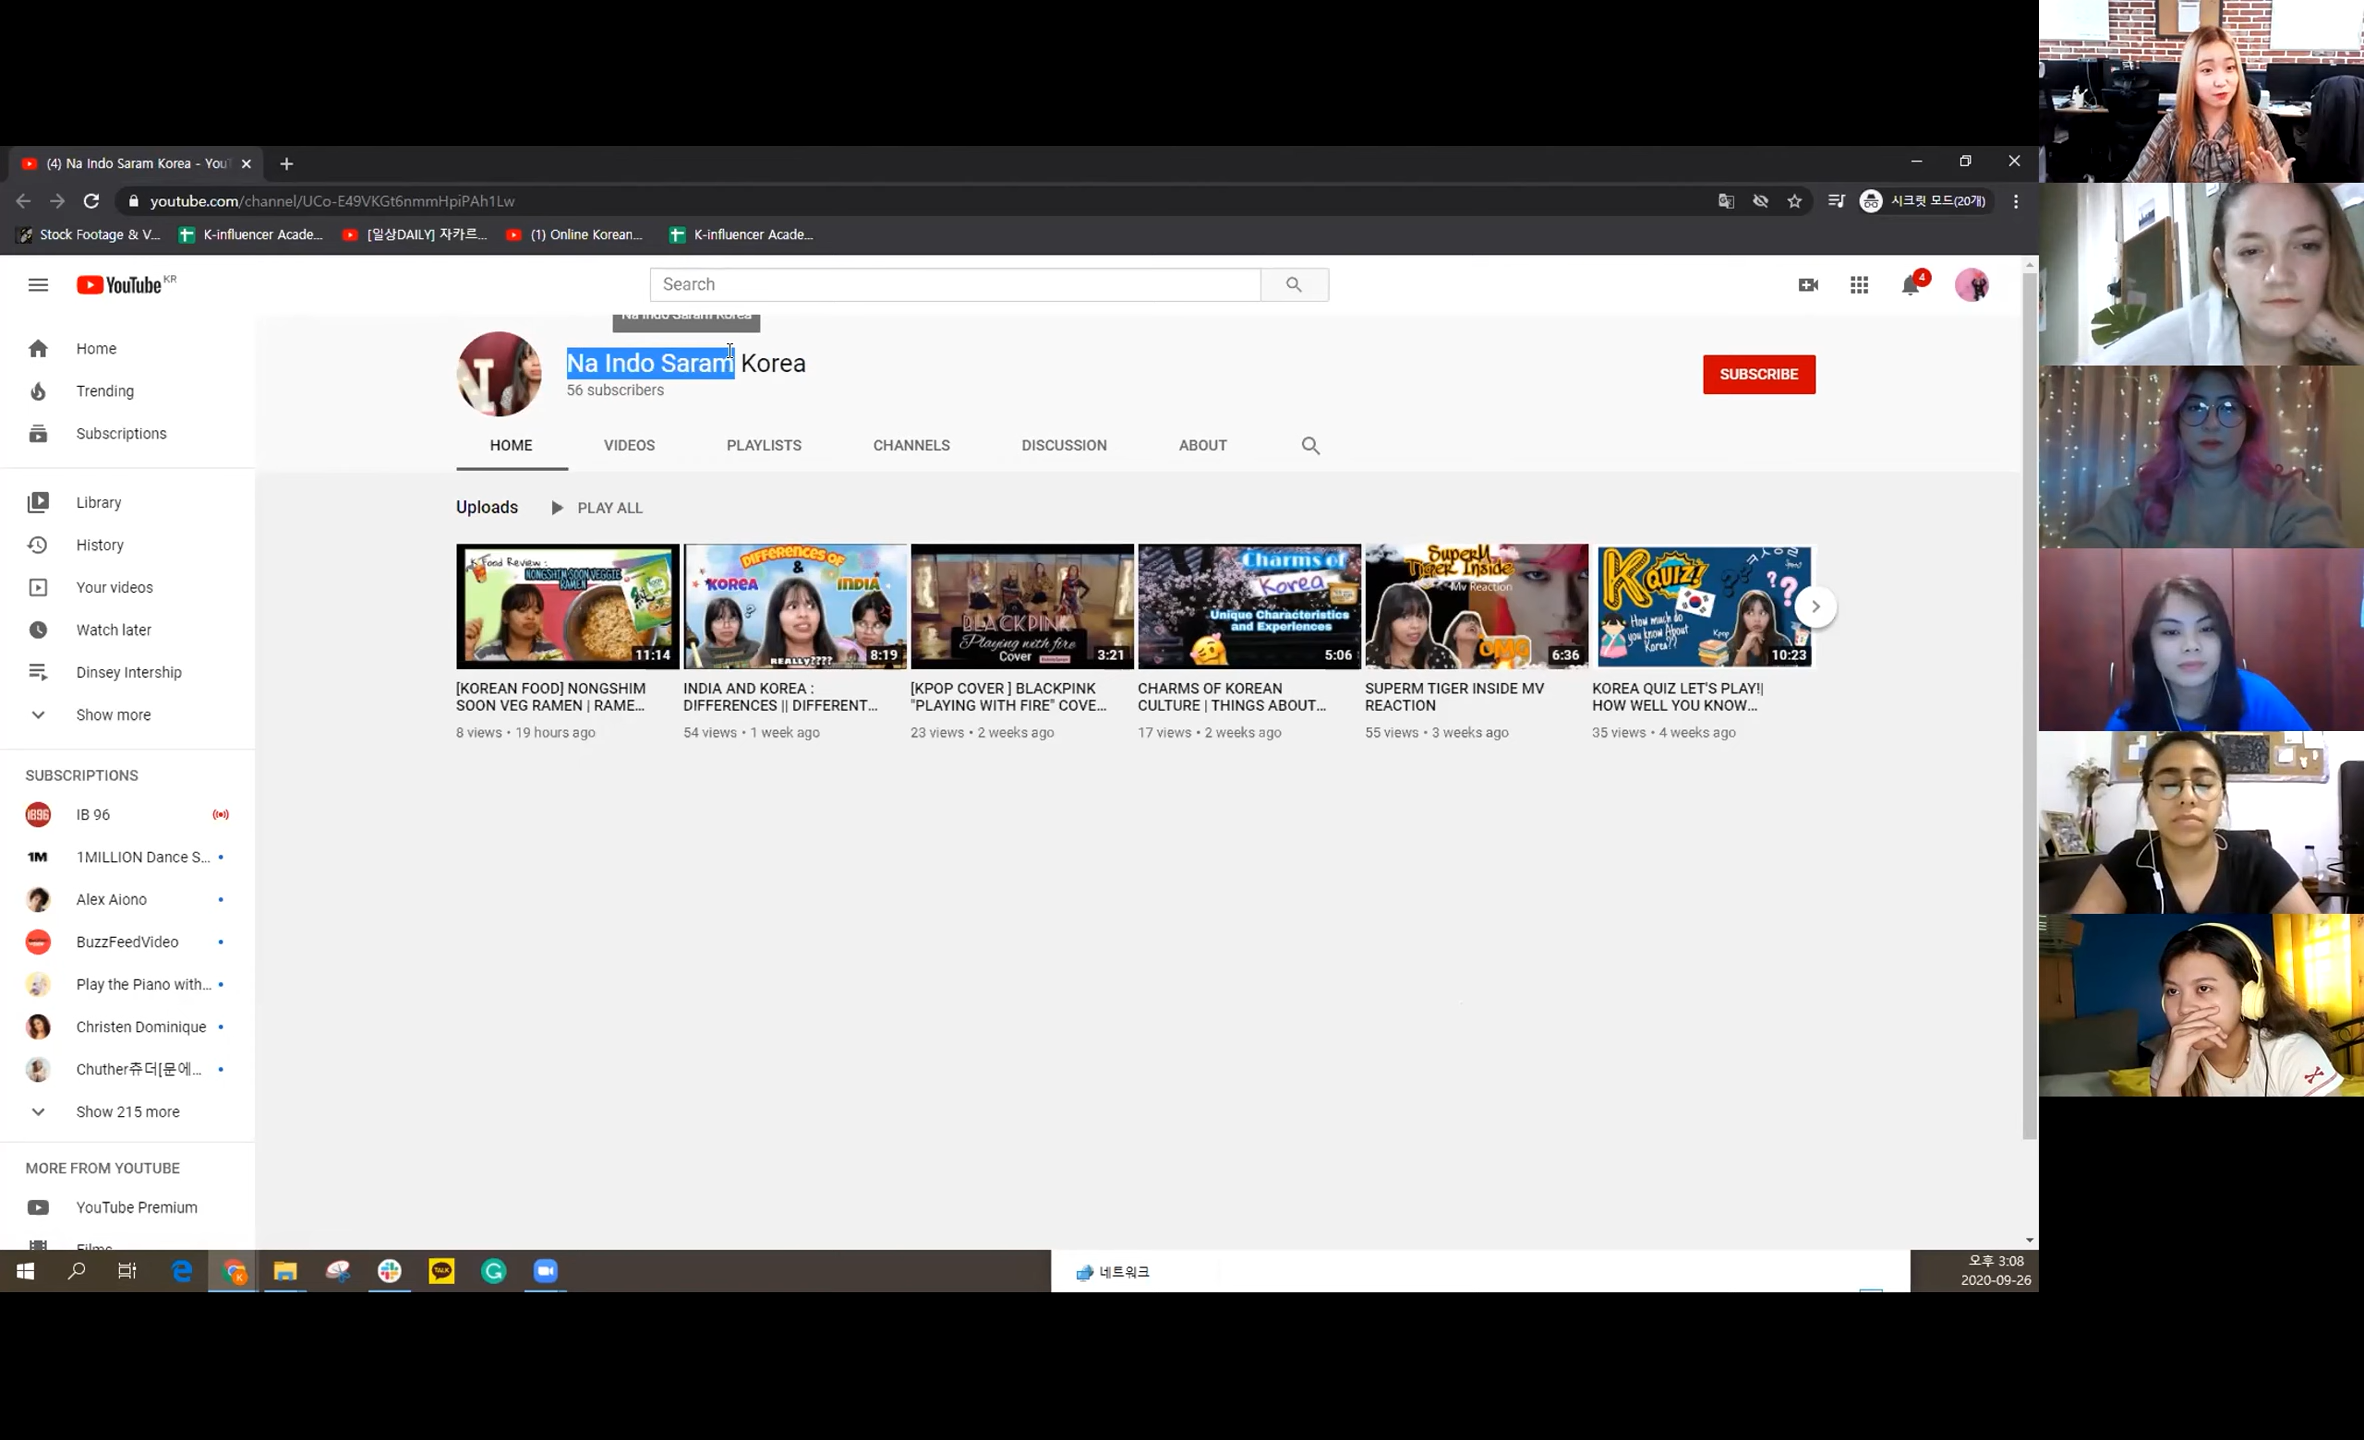 (4) Na Indo Saram Korea - You
youtube.com/channel/UCo-E49VKGt6nmmHpiPAh1Lw
시크릿 모드(20개)
Stock Footage & V...
K-influencer Acade...
[일상DAILY] 자카르...
(1) Online Korean...
K-influencer Acade...
YouTube KR
Search
4
Na Indo Saram Korea
Na Indo Saram Korea
56 subscribers
SUBSCRIBE
HOME
VIDEOS
PLAYLISTS
CHANNELS
DISCUSSION
ABOUT
Home
Trending
Subscriptions
Library
History
Your videos
Watch later
Dinsey Intership
Show more
SUBSCRIPTIONS
IB 96
1MILLION Dance S...
Alex Aiono
BuzzFeedVideo
Play the Piano with...
Christen Dominique
Chuther츄더[문에...
Show 215 more
MORE FROM YOUTUBE
YouTube Premium
Films
Uploads
PLAY ALL
K Food Review:
NONGSHIM SOON VEGGIE
RAMEN
11:14
[KOREAN FOOD] NONGSHIM
SOON VEG RAMEN | RAME...
8 views • 19 hours ago
DIFFERENCES OF
KOREA & INDIA
REALLY????
8:19
INDIA AND KOREA :
DIFFERENCES || DIFFERENT...
54 views • 1 week ago
BLACKPINK
Playing with fire
Cover
3:21
[KPOP COVER ] BLACKPINK
"PLAYING WITH FIRE" COVE...
23 views • 2 weeks ago
Charms of
Korea
Unique Characteristics
and Experiences
5:06
CHARMS OF KOREAN
CULTURE | THINGS ABOUT...
17 views • 2 weeks ago
SuperM
Tiger Inside
Mv Reaction
OMG
6:36
SUPERM TIGER INSIDE MV
REACTION
55 views • 3 weeks ago
K QUIZ!
How much do
you know About
Korea??
Kpop
10:23
KOREA QUIZ LET'S PLAY!|
HOW WELL YOU KNOW...
35 views • 4 weeks ago
TALK
네트워크
오후 3:08
2020-09-26